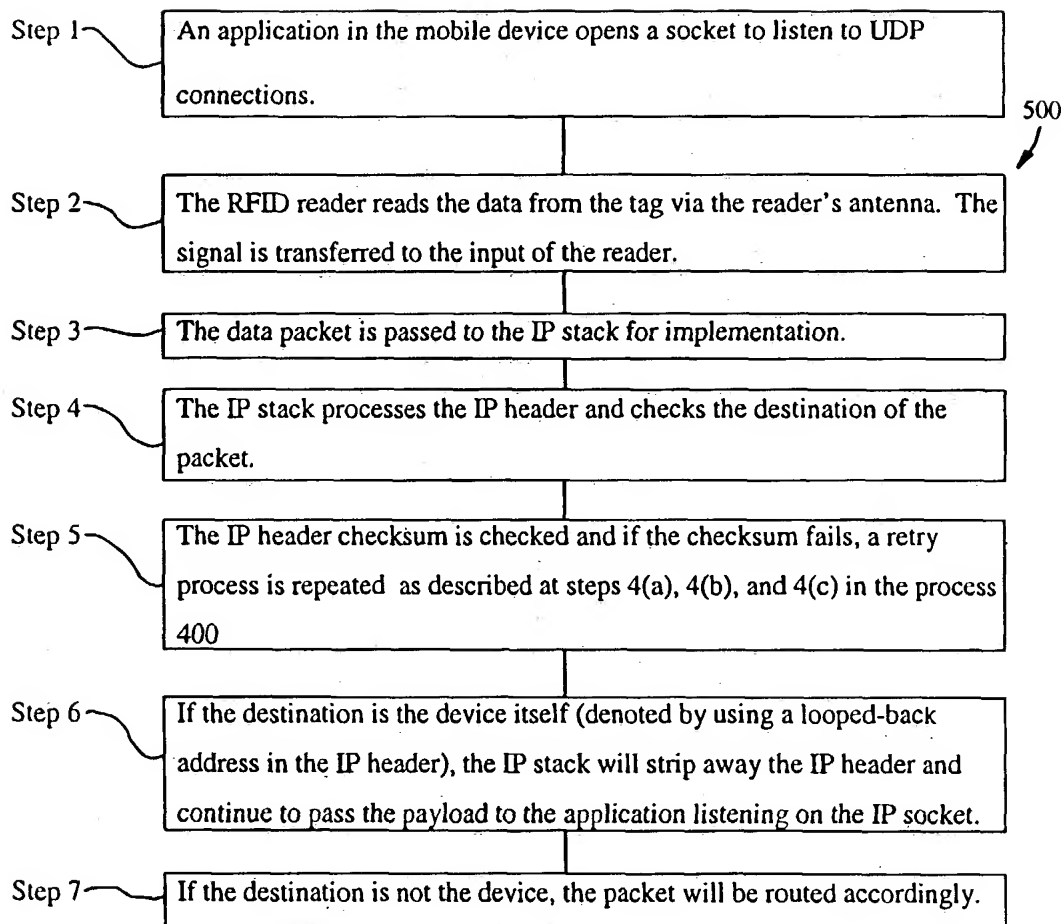 Step 1
An application in the mobile device opens a socket to listen to UDP
connections.
500
Step 2
The RFID reader reads the data from the tag via the reader's antenna. The
signal is transferred to the input of the reader.
Step 3
The data packet is passed to the IP stack for implementation.
Step 4
The IP stack processes the IP header and checks the destination of the
packet.
Step 5
The IP header checksum is checked and if the checksum fails, a retry
process is repeated as described at steps 4(a), 4(b), and 4(c) in the process
400
Step 6
If the destination is the device itself (denoted by using a looped-back
address in the IP header), the IP stack will strip away the IP header and
continue to pass the payload to the application listening on the IP socket.
Step 7
If the destination is not the device, the packet will be routed accordingly.